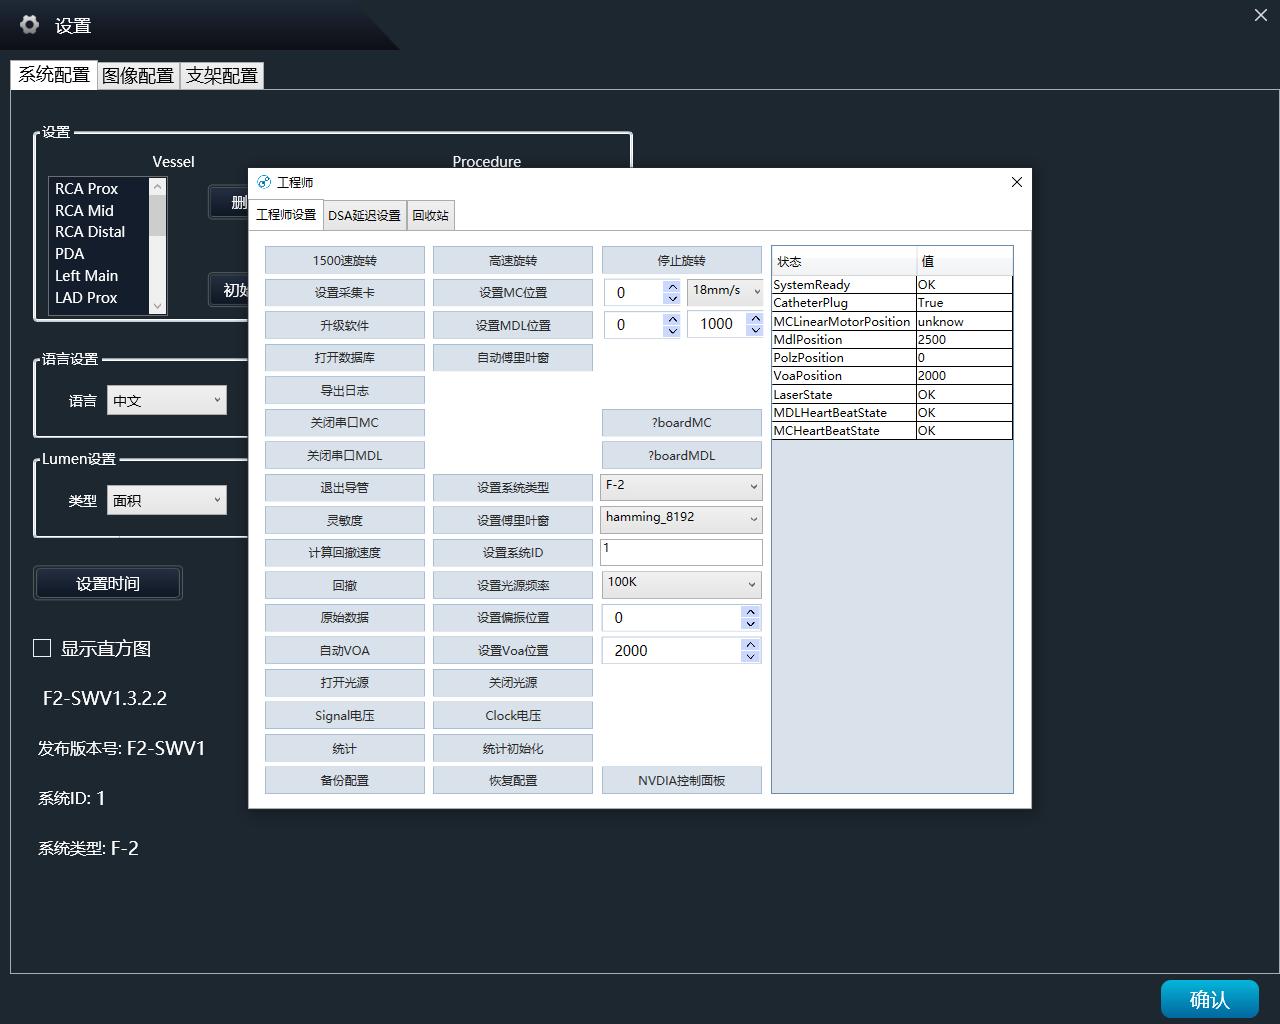 设置
系统配置 图像配置 支架配置
设置
Vessel Procedure
RCA Prox
RCA Mid
RCA Distal
PDA
Left Main
LAD Prox
语言设置
语言 中文
Lumen设置
类型 面积
设置时间
显示直方图
F2-SWV1.3.2.2
发布版本号: F2-SWV1
系统ID: 1
系统类型: F-2
工程师
工程师设置 DSA延迟设置 回收站
1500速旋转 高速旋转 停止旋转
设置采集卡 设置MC位置 0 18mm/s
升级软件 设置MDL位置 0 1000
打开数据库 自动傅里叶窗
导出日志
关闭串口MC ?boardMC
关闭串口MDL ?boardMDL
退出导管 设置系统类型 F-2
灵敏度 设置傅里叶窗 hamming_8192
计算回撤速度 设置系统ID 1
回撤 设置光源频率 100K
原始数据 设置偏振位置 0
自动VOA 设置Voa位置 2000
打开光源 关闭光源
Signal电压 Clock电压
统计 统计初始化
备份配置 恢复配置 NVDIA控制面板
状态 值
SystemReady OK
CatheterPlug True
MCLinearMotorPosition unknow
MdlPosition 2500
PolzPosition 0
VoaPosition 2000
LaserState OK
MDLHeartBeatState OK
MCHeartBeatState OK
确认